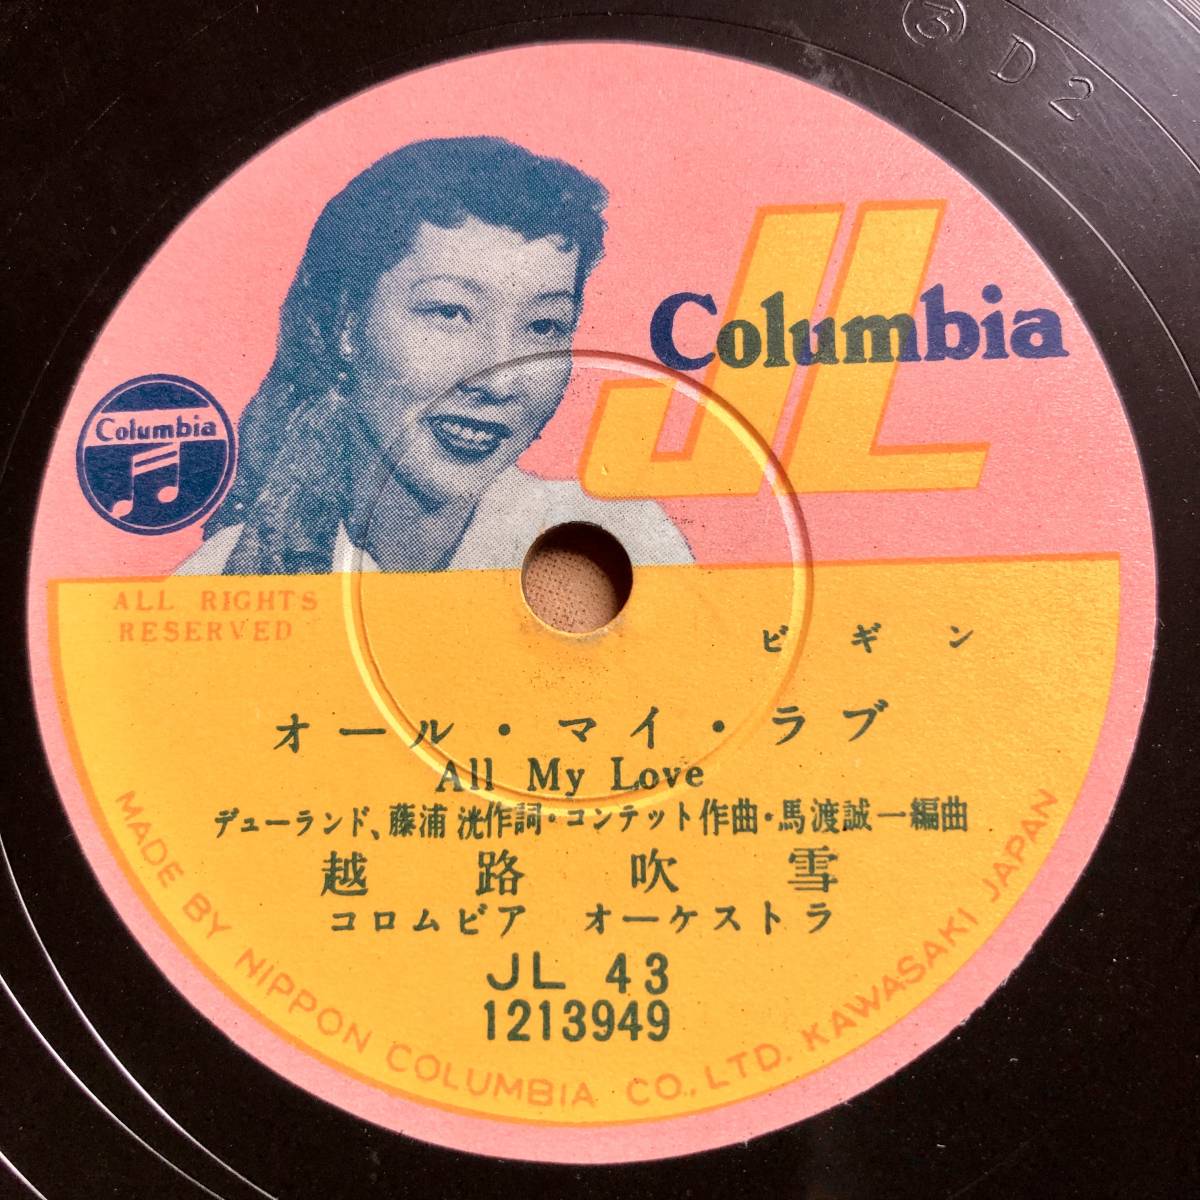 ③ D 2
JL
Columbia
Columbia
ALL RIGHTS
RESERVED
ビギン
オール・マイ・ラブ
All My Love
デューランド、藤浦 洸作詞・コンテット作曲・馬渡誠一編曲
越路吹雪
コロムビア オーケストラ
JL 43
1213949
MADE BY NIPPON COLUMBIA CO., LTD. KAWASAKI JAPAN